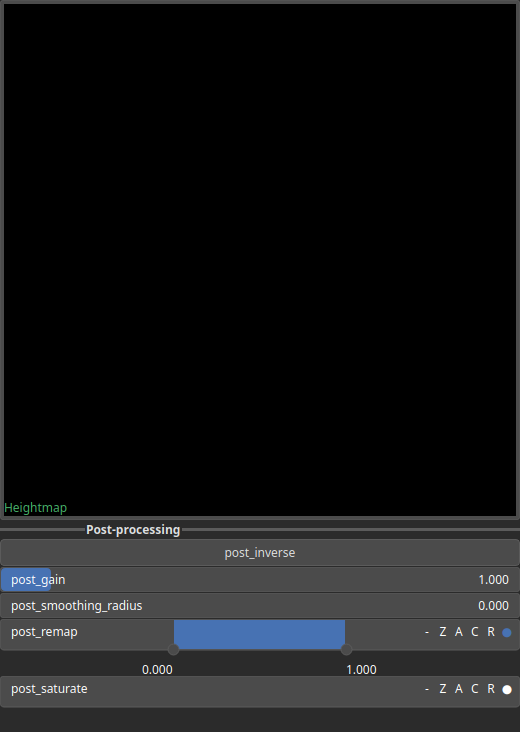 Heightmap
Post-processing
post_inverse
post_gain 1.000
post_smoothing_radius 0.000
post_remap - Z A C R
0.000 1.000
post_saturate - Z A C R